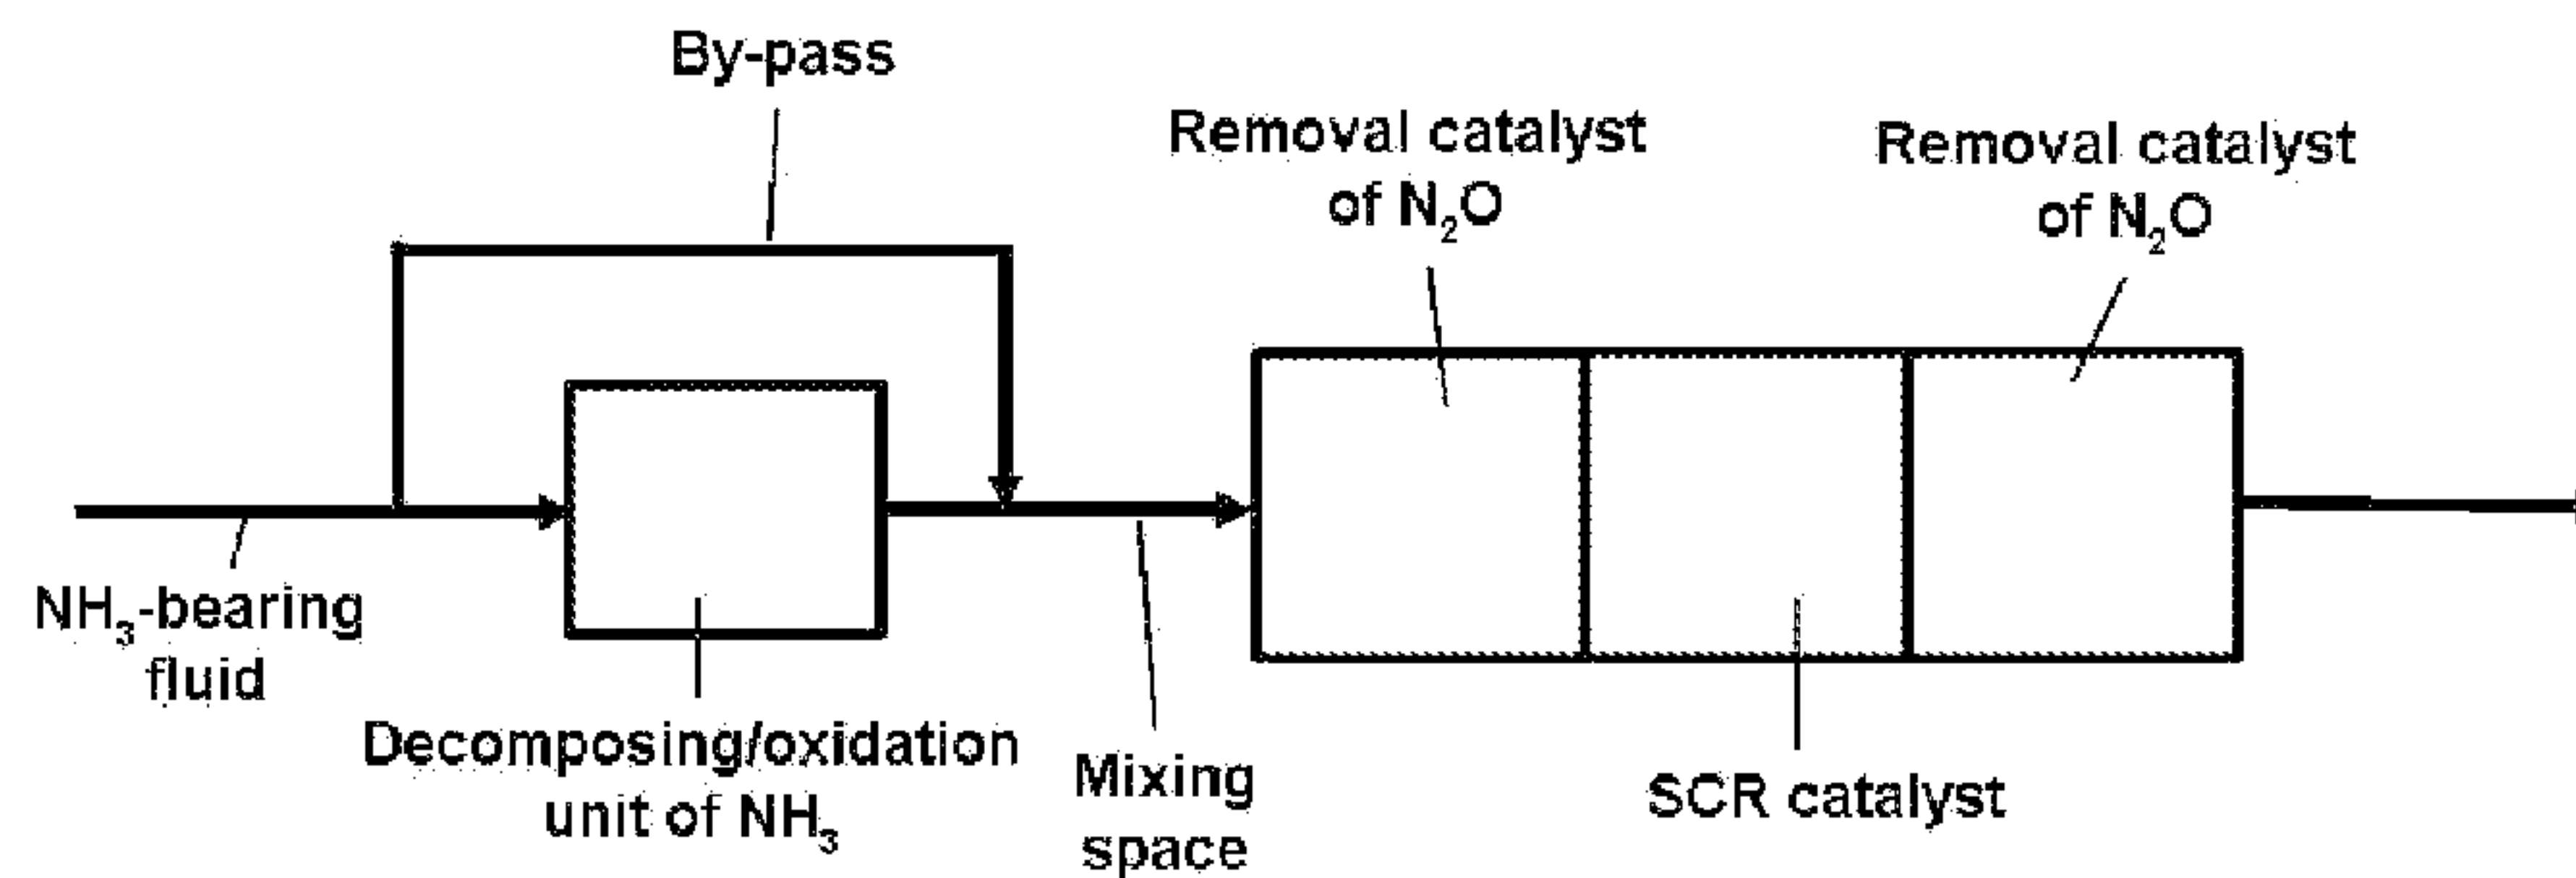 By-pass
Removal catalyst
of N₂O
Removal catalyst
of N₂O
NH₃-bearing
fluid
Decomposing/oxidation
unit of NH₃
Mixing
space
SCR catalyst